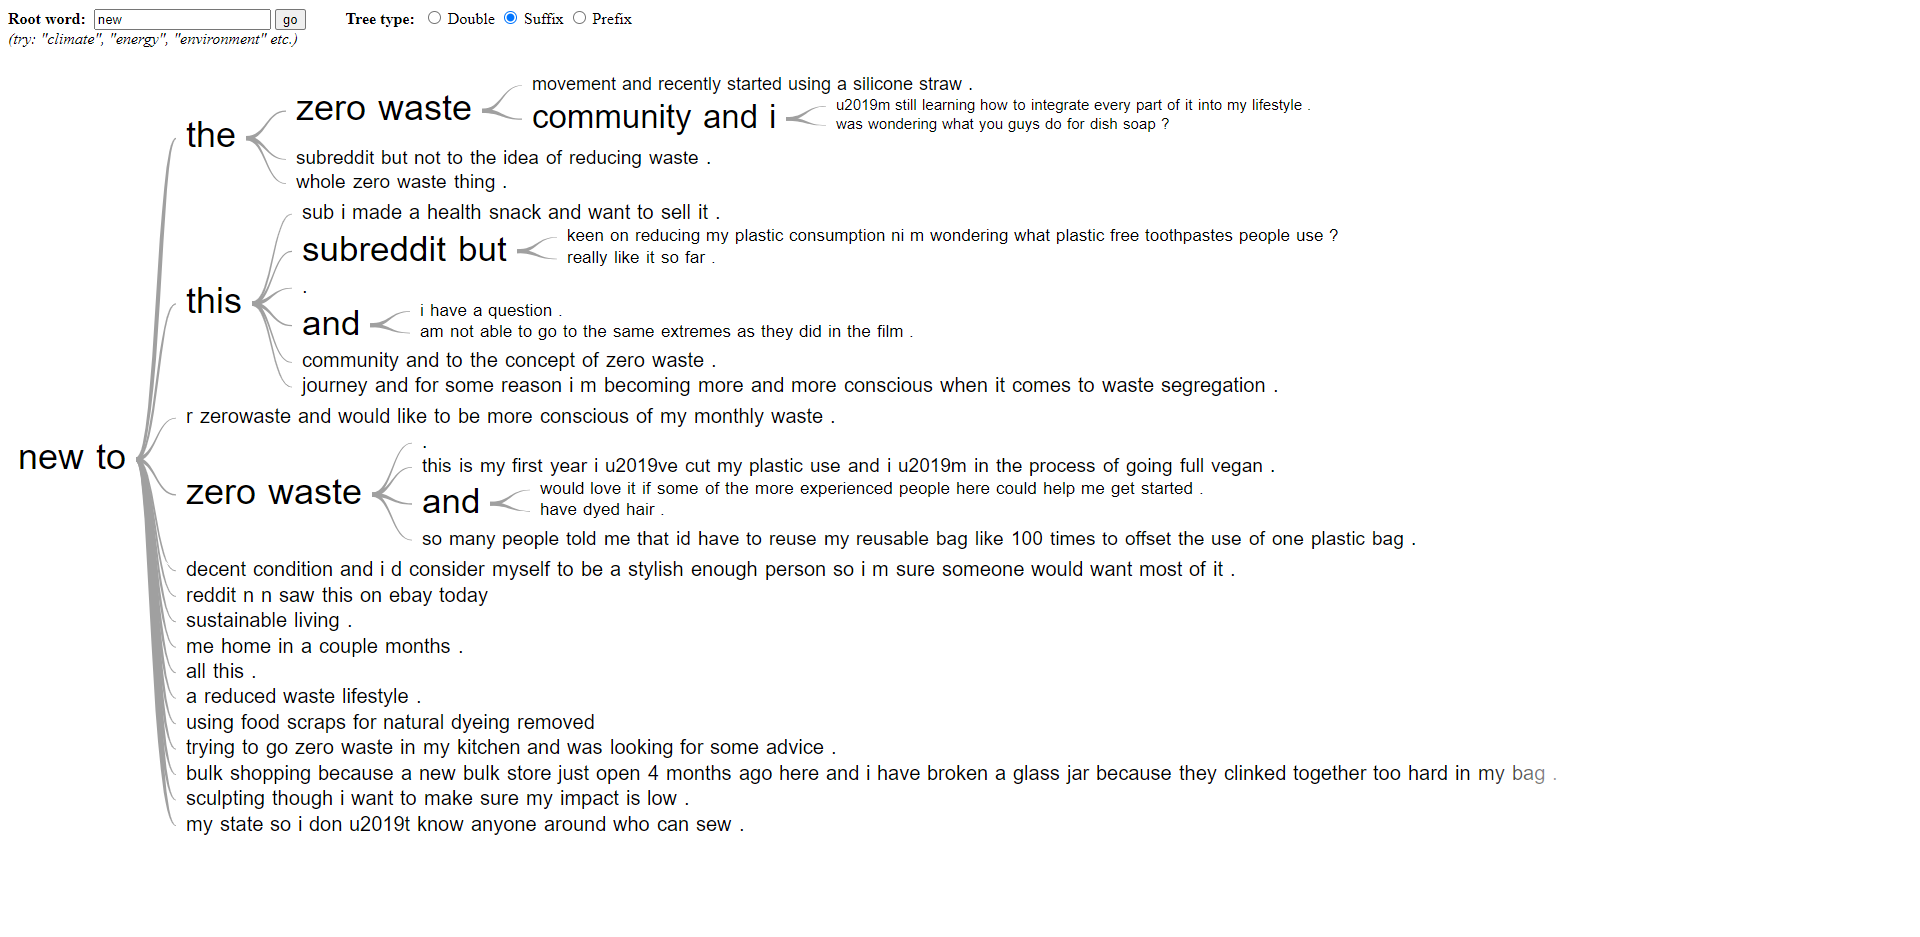 Root word: new go Tree type: Double Suffix Prefix
(try: "climate", "energy", "environment" etc.)
new to
the
zero waste
movement and recently started using a silicone straw .
community and i
u2019m still learning how to integrate every part of it into my lifestyle .
was wondering what you guys do for dish soap ?
subreddit but not to the idea of reducing waste .
whole zero waste thing .
this
sub i made a health snack and want to sell it .
subreddit but
keen on reducing my plastic consumption ni m wondering what plastic free toothpastes people use ?
really like it so far .
.
and
i have a question .
am not able to go to the same extremes as they did in the film .
community and to the concept of zero waste .
journey and for some reason i m becoming more and more conscious when it comes to waste segregation .
r zerowaste and would like to be more conscious of my monthly waste .
zero waste
.
this is my first year i u2019ve cut my plastic use and i u2019m in the process of going full vegan .
and
would love it if some of the more experienced people here could help me get started .
have dyed hair .
so many people told me that id have to reuse my reusable bag like 100 times to offset the use of one plastic bag .
decent condition and i d consider myself to be a stylish enough person so i m sure someone would want most of it .
reddit n n saw this on ebay today
sustainable living .
me home in a couple months .
all this .
a reduced waste lifestyle .
using food scraps for natural dyeing removed
trying to go zero waste in my kitchen and was looking for some advice .
bulk shopping because a new bulk store just open 4 months ago here and i have broken a glass jar because they clinked together too hard in my bag .
sculpting though i want to make sure my impact is low .
my state so i don u2019t know anyone around who can sew .